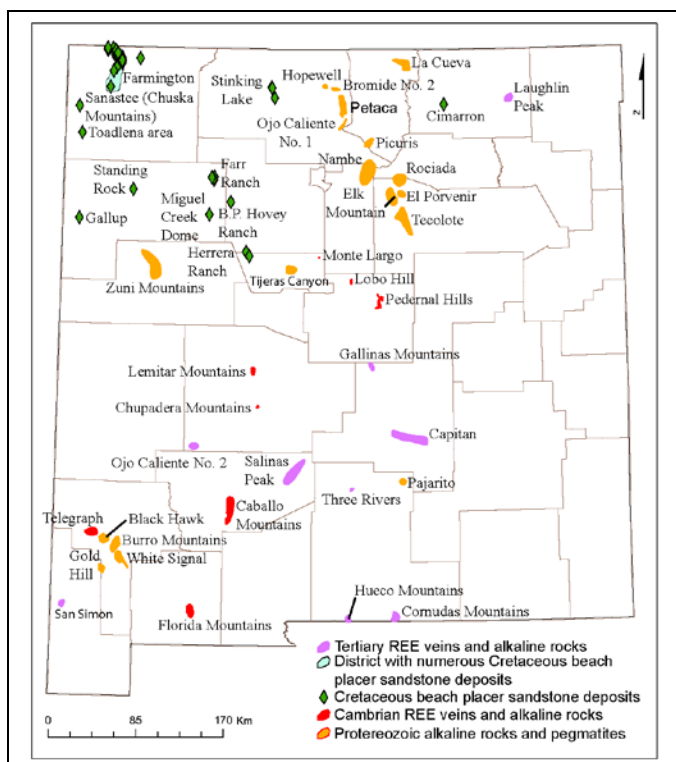 La Cueva
Farmington
Stinking
Lake
Hopewell
Bromide No. 2
Petaca
Laughlin
Peak
Z
Sanastee (Chuska
Mountains)
Toadlena area
Ojo Caliente
No. 1
Cimarron
Picuris
Nambe
Rociada
Standing
Rock
Farr
Ranch
Elk
Mountain
El Porvenir
Miguel
Creek
Dome
B.P. Hovey
Ranch
Tecolote
Gallup
Herrera
Ranch
Monte Largo
Zuni Mountains
Tijeras Canyon
Lobo Hill
Pedernal Hills
Gallinas Mountains
Lemitar Mountains
Chupadera Mountains
Capitan
Ojo Caliente No. 2
Salinas
Peak
Pajarito
Three Rivers
Caballo
Mountains
Telegraph
Black Hawk
Burro Mountains
White Signal
Gold
Hill
San Simon
Florida Mountains
Hueco Mountains
Cornudas Mountains
Tertiary REE veins and alkaline rocks
District with numerous Cretaceous beach
placer sandstone deposits
Cretaceous beach placer sandstone deposits
Cambrian REE veins and alkaline rocks
Protereozoic alkaline rocks and pegmatites
0 85 170 Km